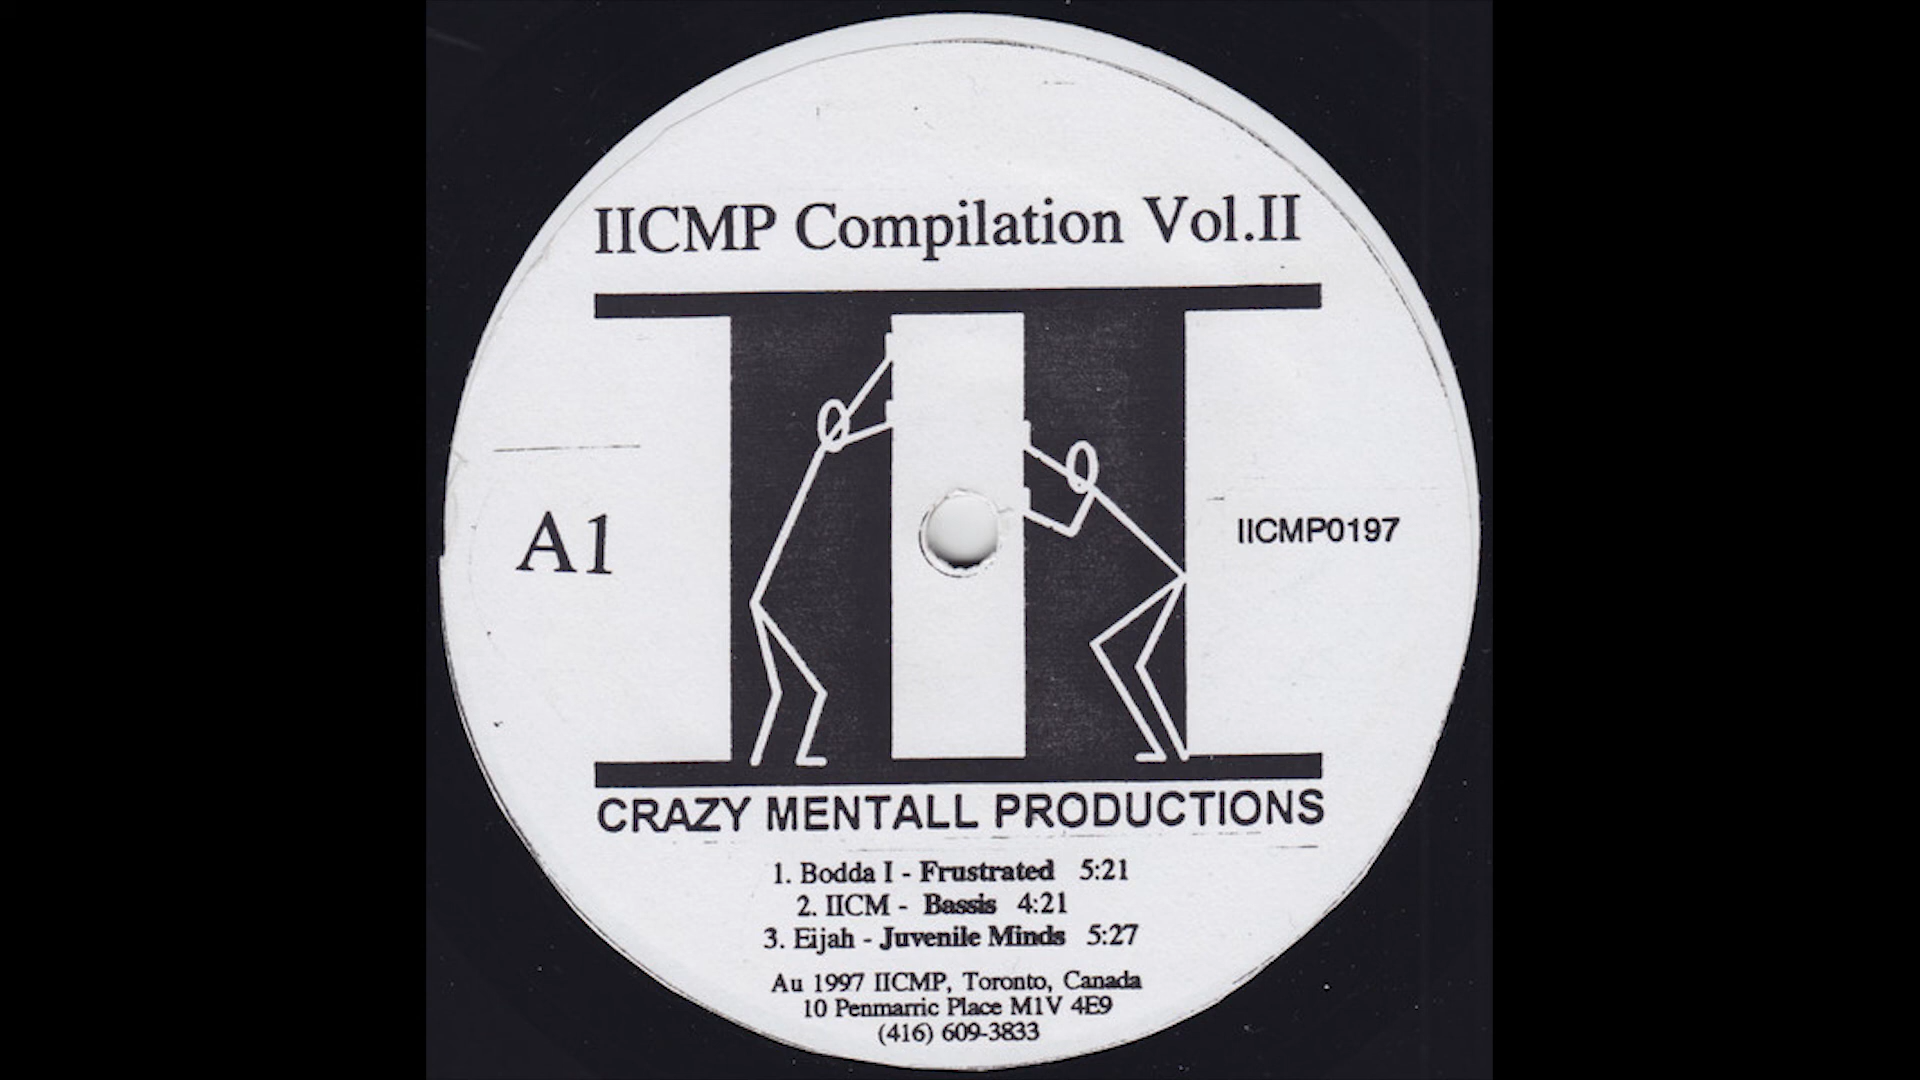 IICMP Compilation Vol.II
A1
IICMP0197
CRAZY MENTALL PRODUCTIONS
1. Bodda I - Frustrated 5:21
2. IICM - Bassis 4:21
3. Eijah - Juvenile Minds 5:27
Au 1997 IICMP, Toronto, Canada
10 Penmarric Place M1V 4E9
(416) 609-3833